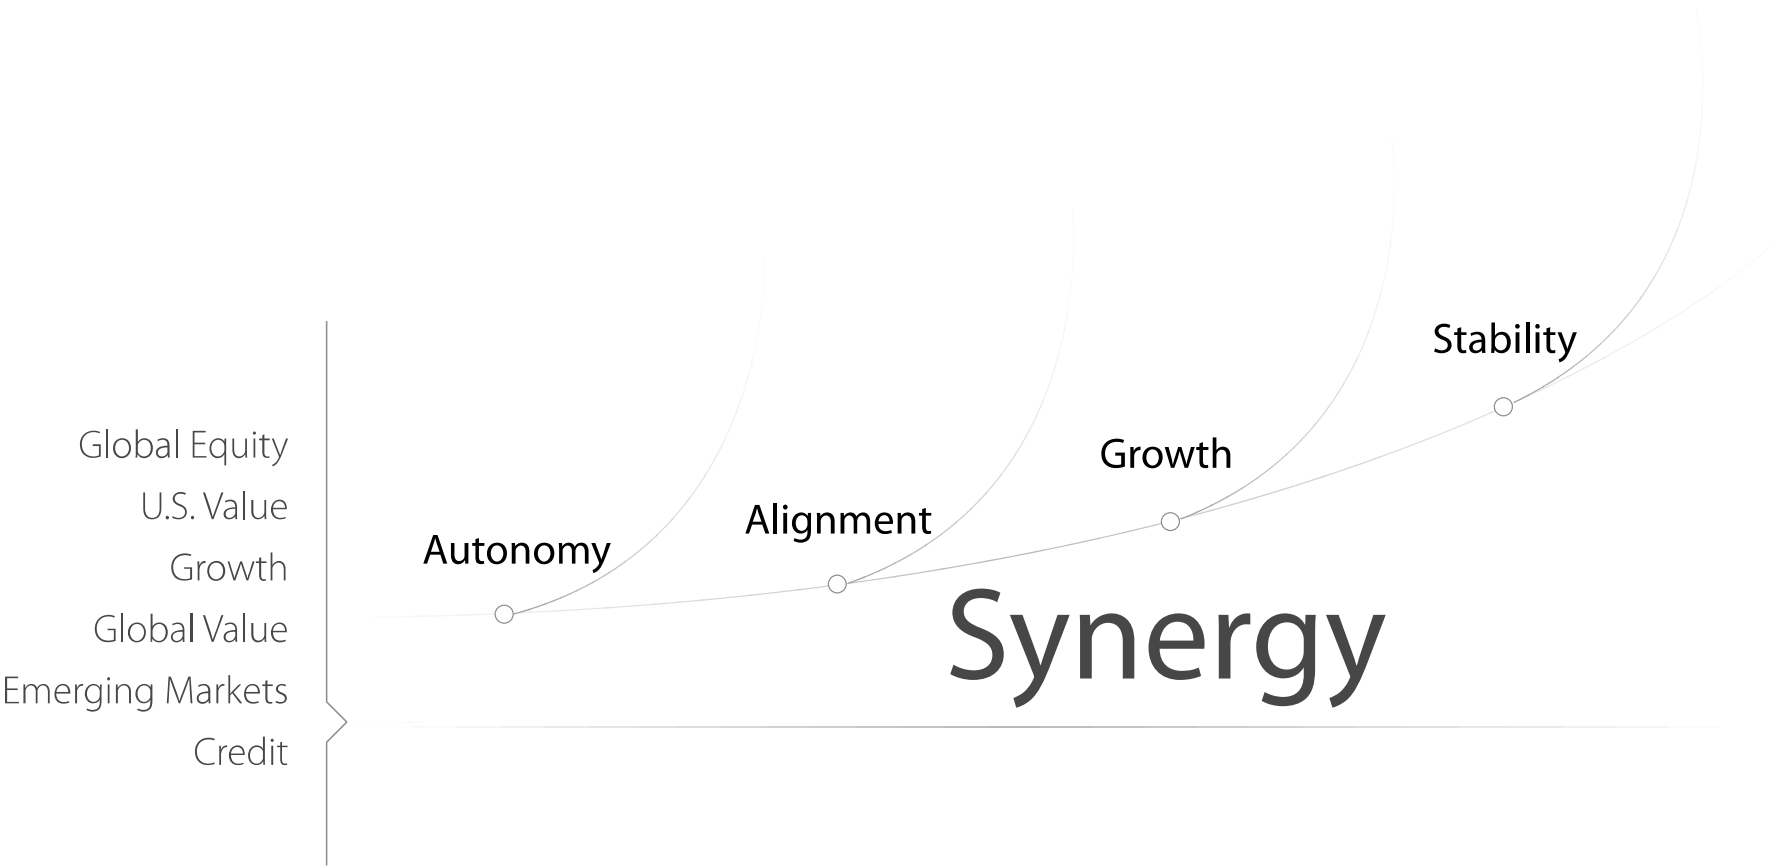 Global Equity
U.S. Value
Growth
Global Value
Emerging Markets
Credit
Autonomy
Alignment
Growth
Stability
Synergy